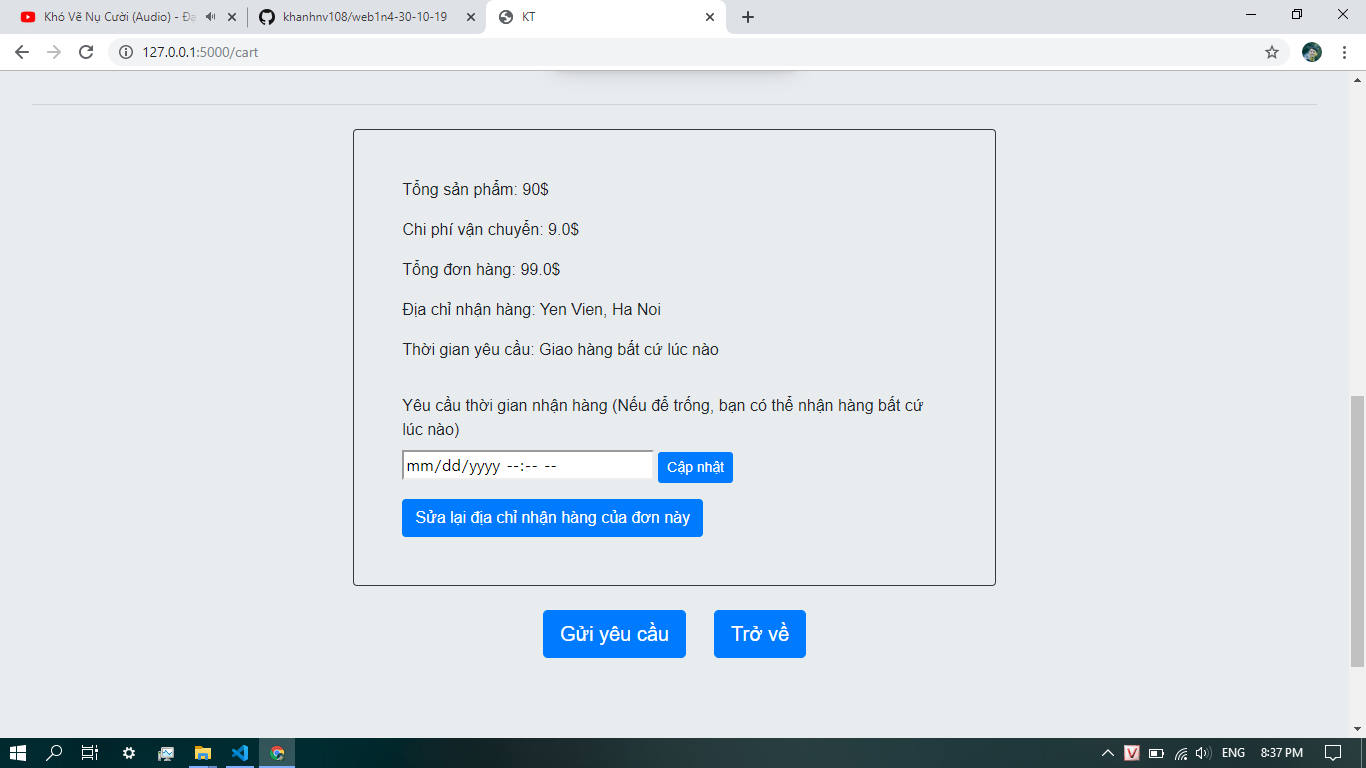 Khó Vẽ Nụ Cười (Audio) - Đa
khanhnv108/web1n4-30-10-19
KT
127.0.0.1:5000/cart
Tổng sản phẩm: 90$
Chi phí vận chuyển: 9.0$
Tổng đơn hàng: 99.0$
Địa chỉ nhận hàng: Yen Vien, Ha Noi
Thời gian yêu cầu: Giao hàng bất cứ lúc nào
Yêu cầu thời gian nhận hàng (Nếu để trống, bạn có thể nhận hàng bất cứ
lúc nào)
mm/dd/yyyy --:-- --
Cập nhật
Sửa lại địa chỉ nhận hàng của đơn này
Gửi yêu cầu
Trở về
V
ENG
8:37 PM